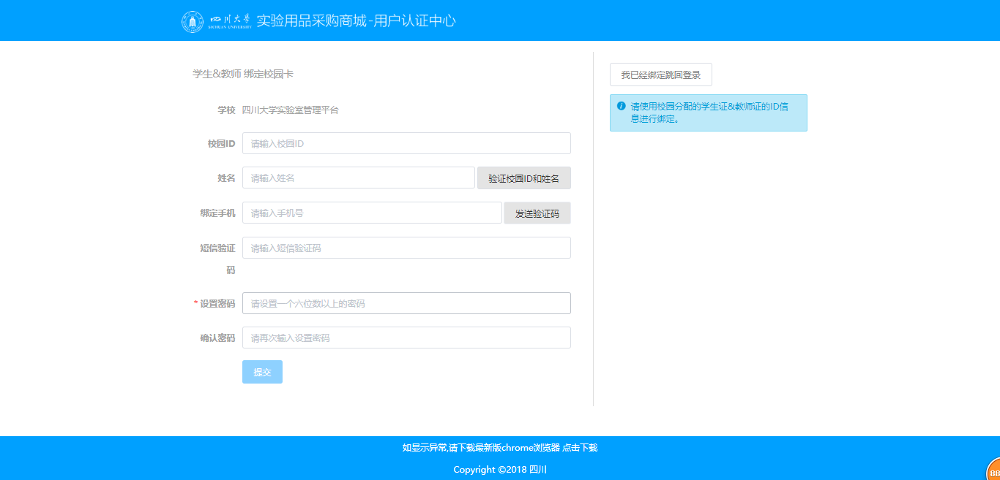 四川大学
SICHUAN UNIVERSITY
实验用品采购商城-用户认证中心
学生&教师 绑定校园卡
学校 四川大学实验室管理平台
校园ID 请输入校园ID
姓名 请输入姓名 验证校园ID和姓名
绑定手机 请输入手机号 发送验证码
短信验证 请输入短信验证码
码
* 设置密码 请设置一个六位数以上的密码
确认密码 请再次输入设置密码
提交
我已经绑定跳回登录
请使用校园分配的学生证&教师证的ID信
息进行绑定。
如显示异常,请下载最新版chrome浏览器 点击下载
Copyright ©2018 四川